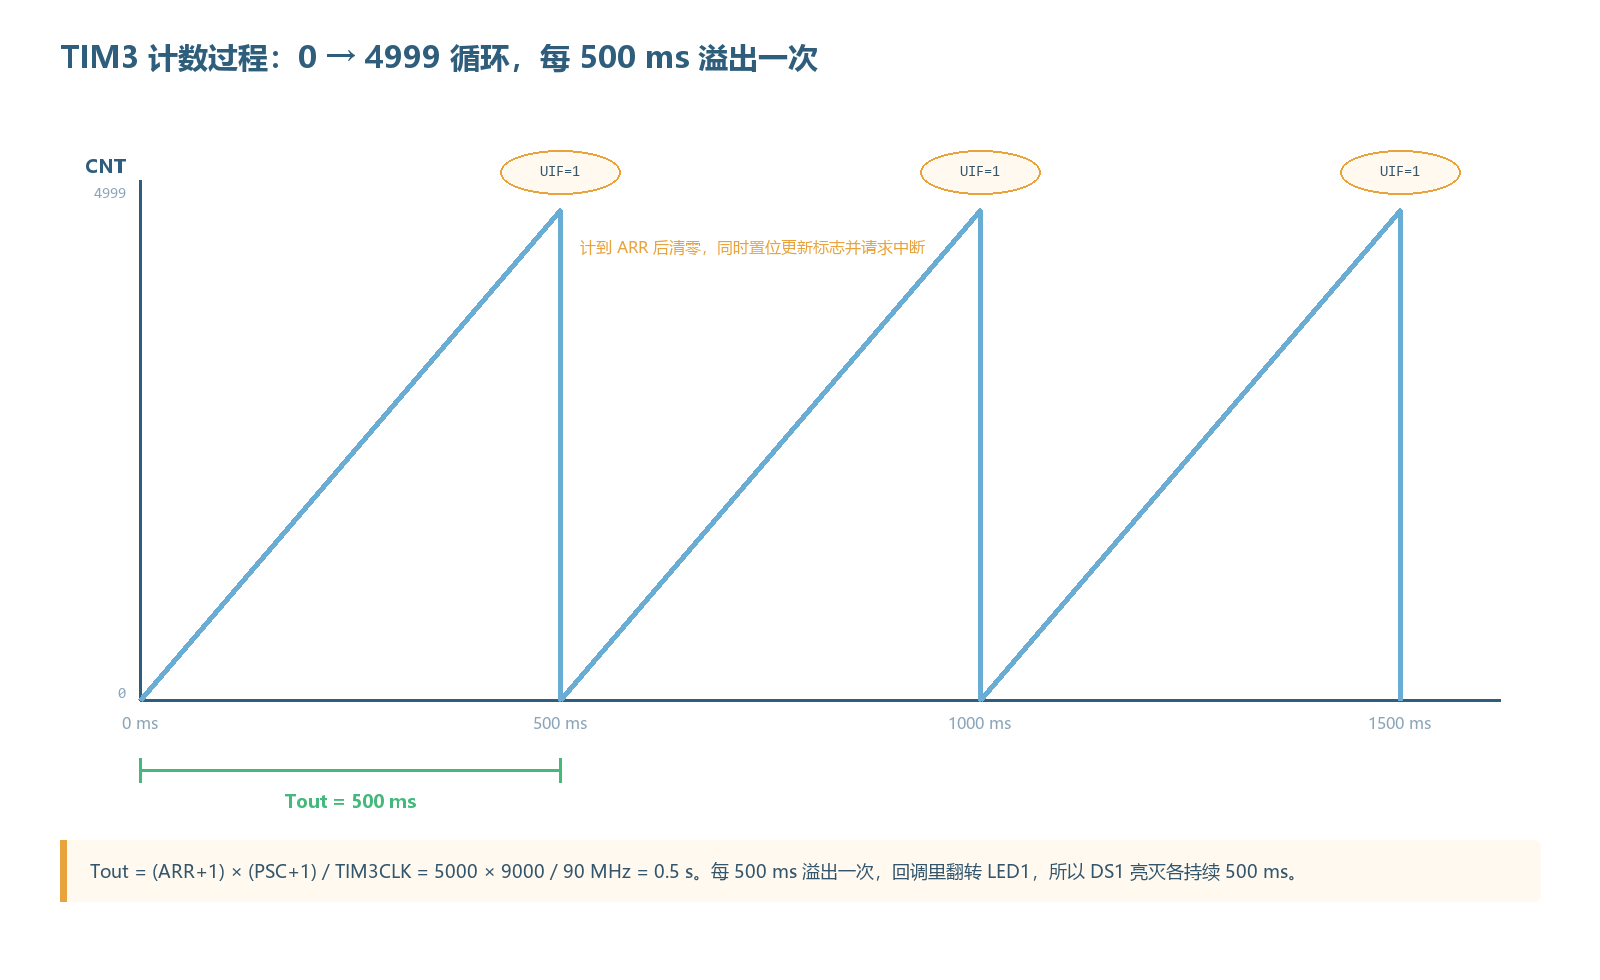 TIM3 计数过程：0 → 4999 循环，每 500 ms 溢出一次
CNT
4999
UIF=1
UIF=1
UIF=1
计到 ARR 后清零，同时置位更新标志并请求中断
0
0 ms
500 ms
1000 ms
1500 ms
Tout = 500 ms
Tout = (ARR+1) × (PSC+1) / TIM3CLK = 5000 × 9000 / 90 MHz = 0.5 s。每 500 ms 溢出一次，回调里翻转 LED1，所以 DS1 亮灭各持续 500 ms。